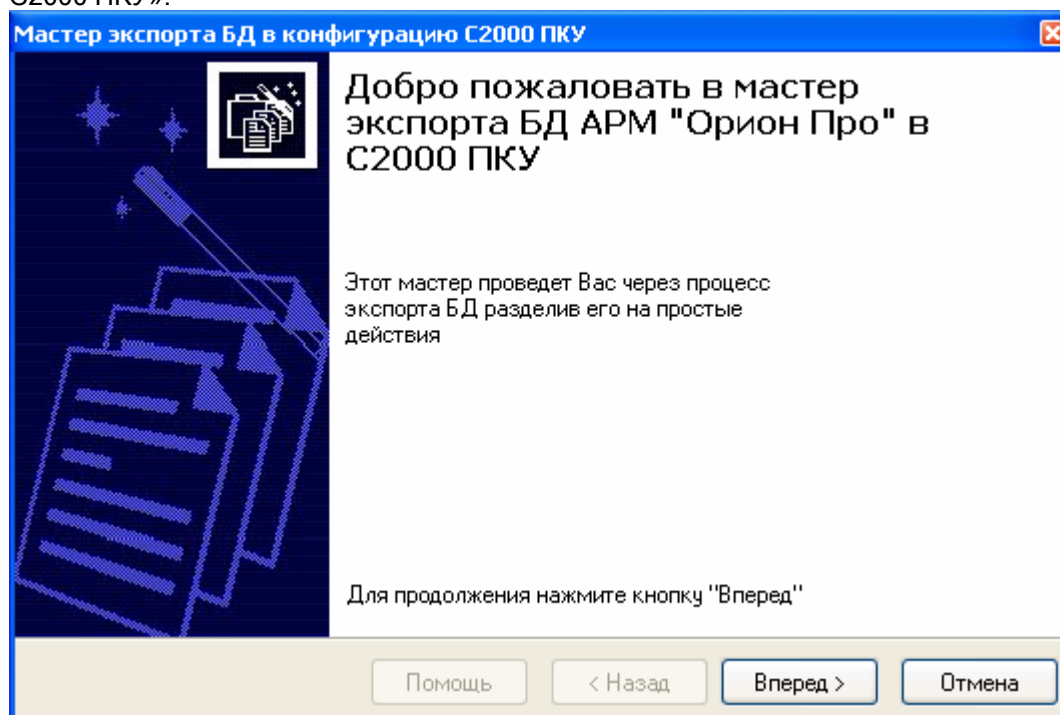 С2000 ПКУ».
Мастер экспорта БД в конфигурацию С2000 ПКУ
Добро пожаловать в мастер
экспорта БД АРМ "Орион Про" в
С2000 ПКУ
Этот мастер проведет Вас через процесс
экспорта БД разделив его на простые
действия
Для продолжения нажмите кнопку "Вперед"
Помощь
< Назад
Вперед >
Отмена